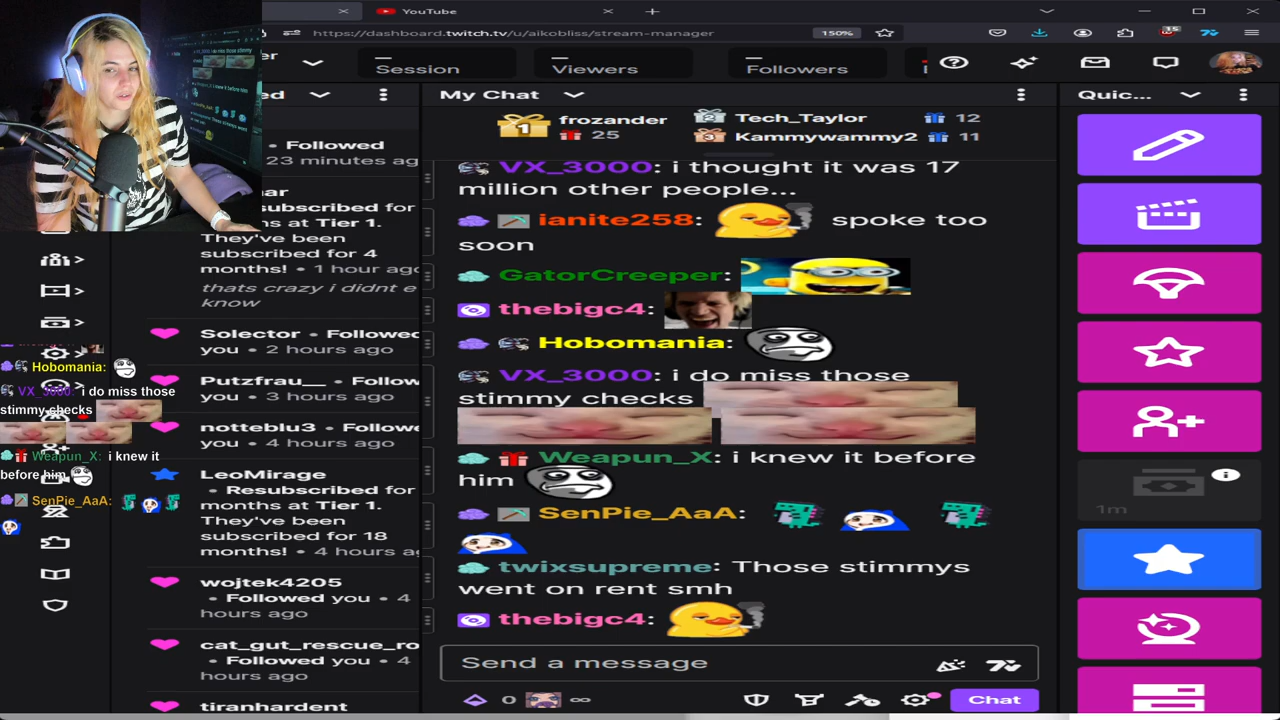 YouTube
https://dashboard.twitch.tv/u/aikobliss/stream-manager
150%
15
Session
Viewers
Followers
My Chat
Quic...
frozander
25
Tech_Taylor
12
Kammywammy2
11
• Followed
23 minutes ag
subscribed for
months at Tier 1.
They've been
subscribed for 4
months! • 1 hour ago
thats crazy i didnt e
know
Solector • Followed
you • 2 hours ago
Putzfrau__ • Follow
you • 3 hours ago
notteblu3 • Followe
you • 4 hours ago
LeoMirage
• Resubscribed for
months at Tier 1.
They've been
subscribed for 18
months! • 4 hours ag
wojtek4205
• Followed you • 4
hours ago
cat_gut_rescue_ro
• Followed you • 4
hours ago
tiranhardent
Hobomania:
VX_3000: i do miss those
stimmy checks
Weapun_X: i knew it
before him
SenPie_AaA:
VX_3000: i thought it was 17
million other people...
ianite258: spoke too
soon
GatorCreeper:
thebigc4:
Hobomania:
VX_3000: i do miss those
stimmy checks
Weapun_X: i knew it before
him
SenPie_AaA:
twixsupreme: Those stimmys
went on rent smh
thebigc4:
Send a message
0
∞
Chat
1m